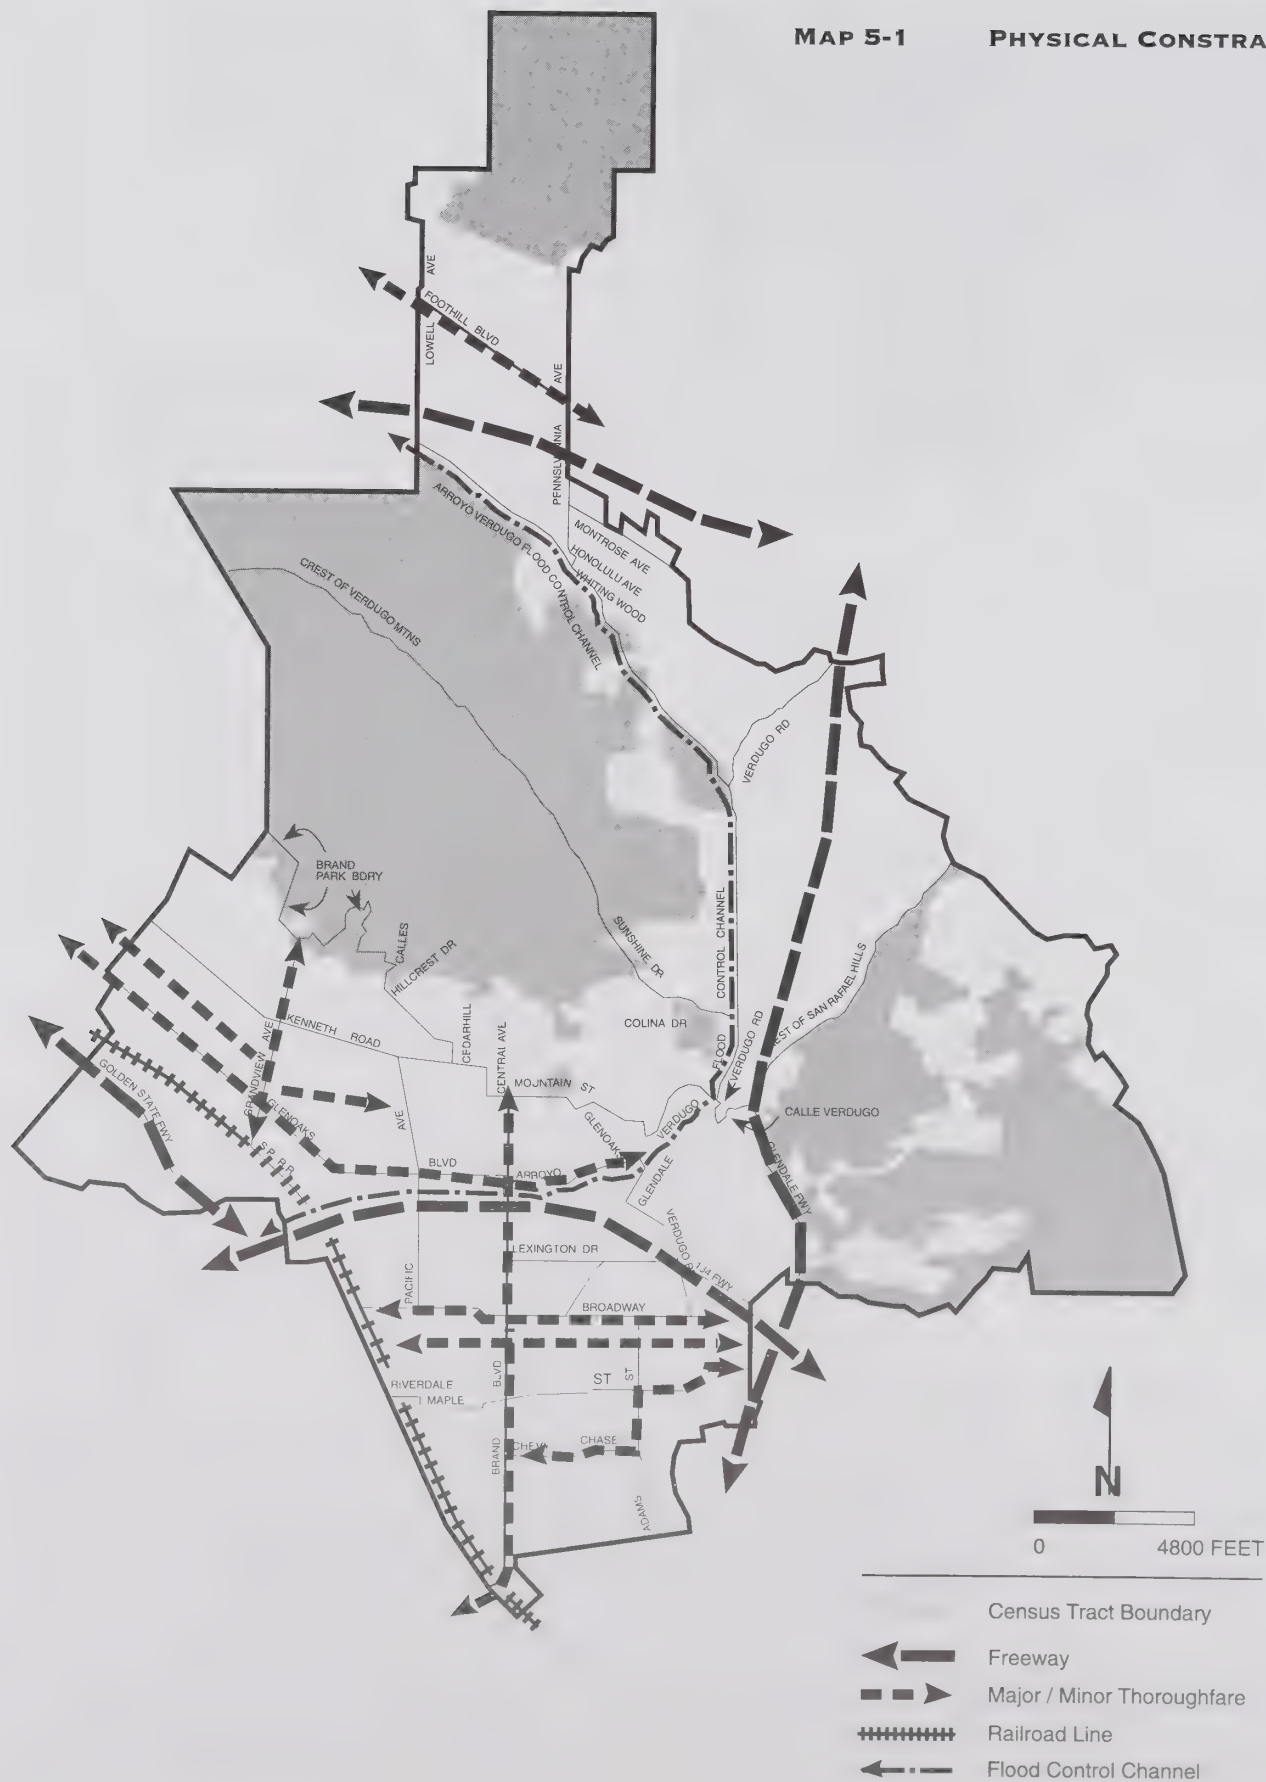 MAP 5-1 PHYSICAL CONSTRA
AVE
FOOTHILL BLVD
LOWELL
AVE
PENNSLVANNIA
ARROYO VERDUGO FLOOD CONTROL CHANNEL
MONTROSE AVE
HONOLULU AVE
WHITING WOOD
CREST OF VERDUGO MTNS
VERDUGO RD
BRAND
PARK BDRY
CALLES
HILLCREST DR
SUNSHINE DR
CONTROL CHANNEL
CREST OF SAN RAFAEL HILLS
KENNETH ROAD
CEDARHILL
CENTRAL AVE
COLINA DR
FLOOD
VERDUGO RD
GRANDVIEW AVE
GOLDEN STATE FWY
GLENOAKS
MOUNTAIN ST
AVE
GLENOAKS
VERDUGO
CALLE VERDUGO
S.P.R.R.
BLVD
ARROYO
GLENDALE
GLENDALE FWY
VERDUGO
134 FWY
LEXINGTON DR
PACIFIC
BROADWAY
BLVD
ST
ST
RIVERDALE
MAPLE
BRAND
CHEVY
CHASE
ADAMS
N
0 4800 FEET
Census Tract Boundary
Freeway
Major / Minor Thoroughfare
Railroad Line
Flood Control Channel